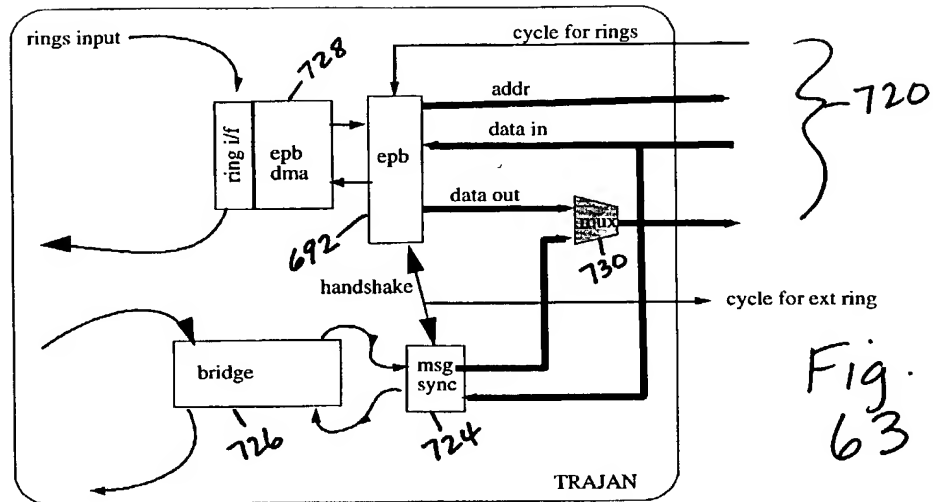 rings input
cycle for rings
728
addr
720
data in
ring i/f
epb
dma
epb
data out
mux
692
730
handshake
cycle for ext ring
bridge
msg
sync
726
724
Fig.
63
TRAJAN